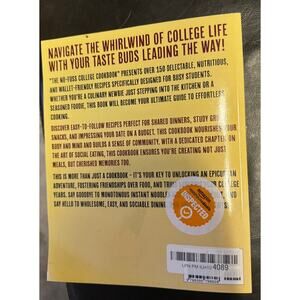 NAVIGATE THE WHIRLWIND OF COLLEGE LIFE
WITH YOUR TASTE BUDS LEADING THE WAY!
"THE NO-FUSS COLLEGE COOKBOOK" PRESENTS OVER 150 DELECTABLE, NUTRITIOUS,
AND WALLET-FRIENDLY RECIPES SPECIFICALLY DESIGNED FOR BUSY STUDENTS.
WHETHER YOU'RE A CULINARY NEWBIE JUST STEPPING INTO THE KITCHEN OR A
SEASONED FOODIE, THIS BOOK WILL BECOME YOUR ULTIMATE GUIDE TO EFFORTLESS
COOKING.
DISCOVER EASY-TO-FOLLOW RECIPES PERFECT FOR SHARED DINNERS, STUDY
SNACKS, AND IMPRESSING YOUR DATE ON A BUDGET. THIS COOKBOOK NOURISHES YOUR
BODY AND MIND AND BUILDS A SENSE OF COMMUNITY. WITH A DEDICATED CHAPTER ON
THE ART OF SOCIAL EATING, THIS COOKBOOK ENSURES YOU'RE CREATING NOT JUST
MEALS, BUT CHERISHED MEMORIES TOO.
THIS IS MORE THAN JUST A COOKBOOK - IT'S YOUR KEY TO UNLOCKING AN EPICUREAN
ADVENTURE, FOSTERING FRIENDSHIPS OVER FOOD, AND COLLEGE
YEARS. SAY GOODBYE TO MONOTONOUS INSTANT NOODLE
SAY HELLO TO WHOLESOME, EASY, AND SOCIABLE DINING
INSPECTED
4089